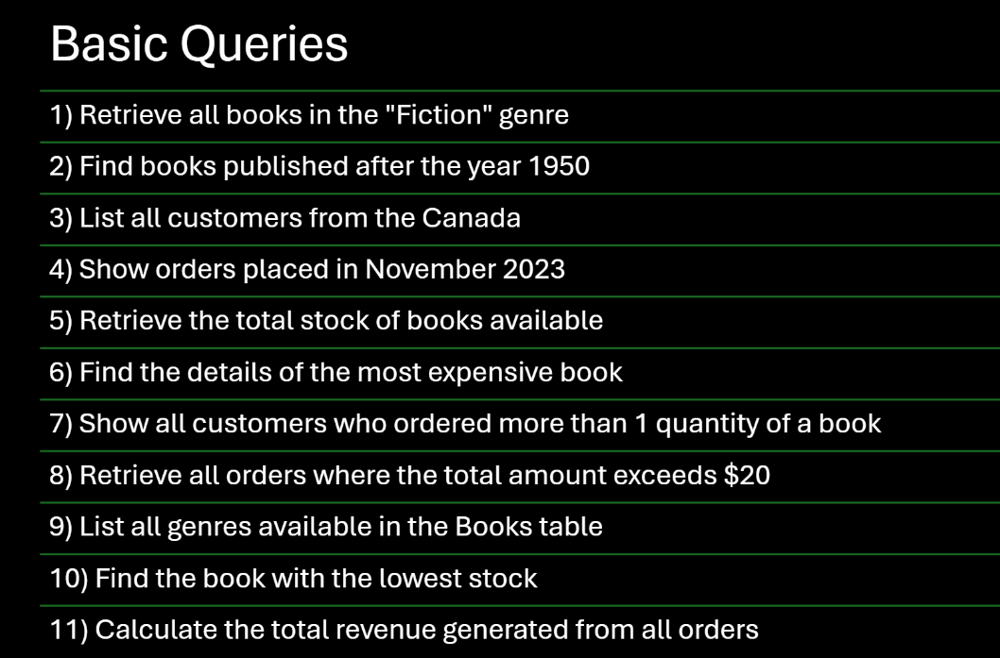 Basic Queries
1) Retrieve all books in the "Fiction" genre
2) Find books published after the year 1950
3) List all customers from the Canada
4) Show orders placed in November 2023
5) Retrieve the total stock of books available
6) Find the details of the most expensive book
7) Show all customers who ordered more than 1 quantity of a book
8) Retrieve all orders where the total amount exceeds $20
9) List all genres available in the Books table
10) Find the book with the lowest stock
11) Calculate the total revenue generated from all orders